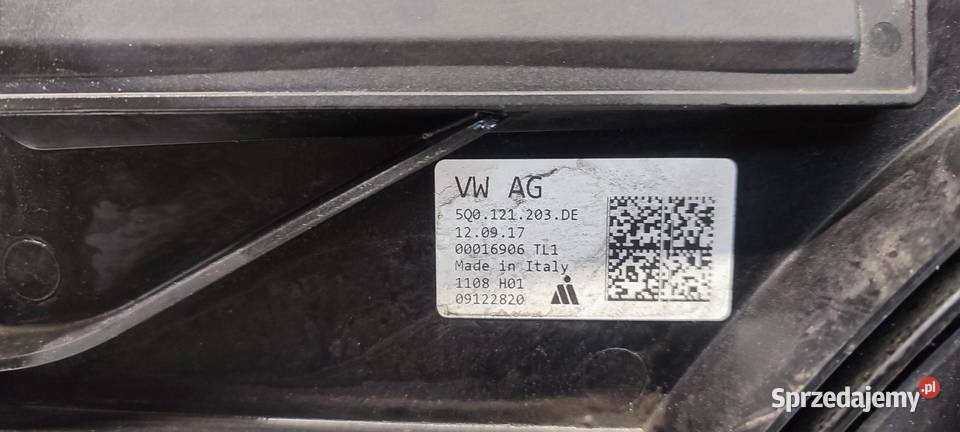 VW AG
5Q0.121.203.DE
12.09.17
00016906 TL1
Made in Italy
1108 H01
09122820
Sprzedajemy.pl